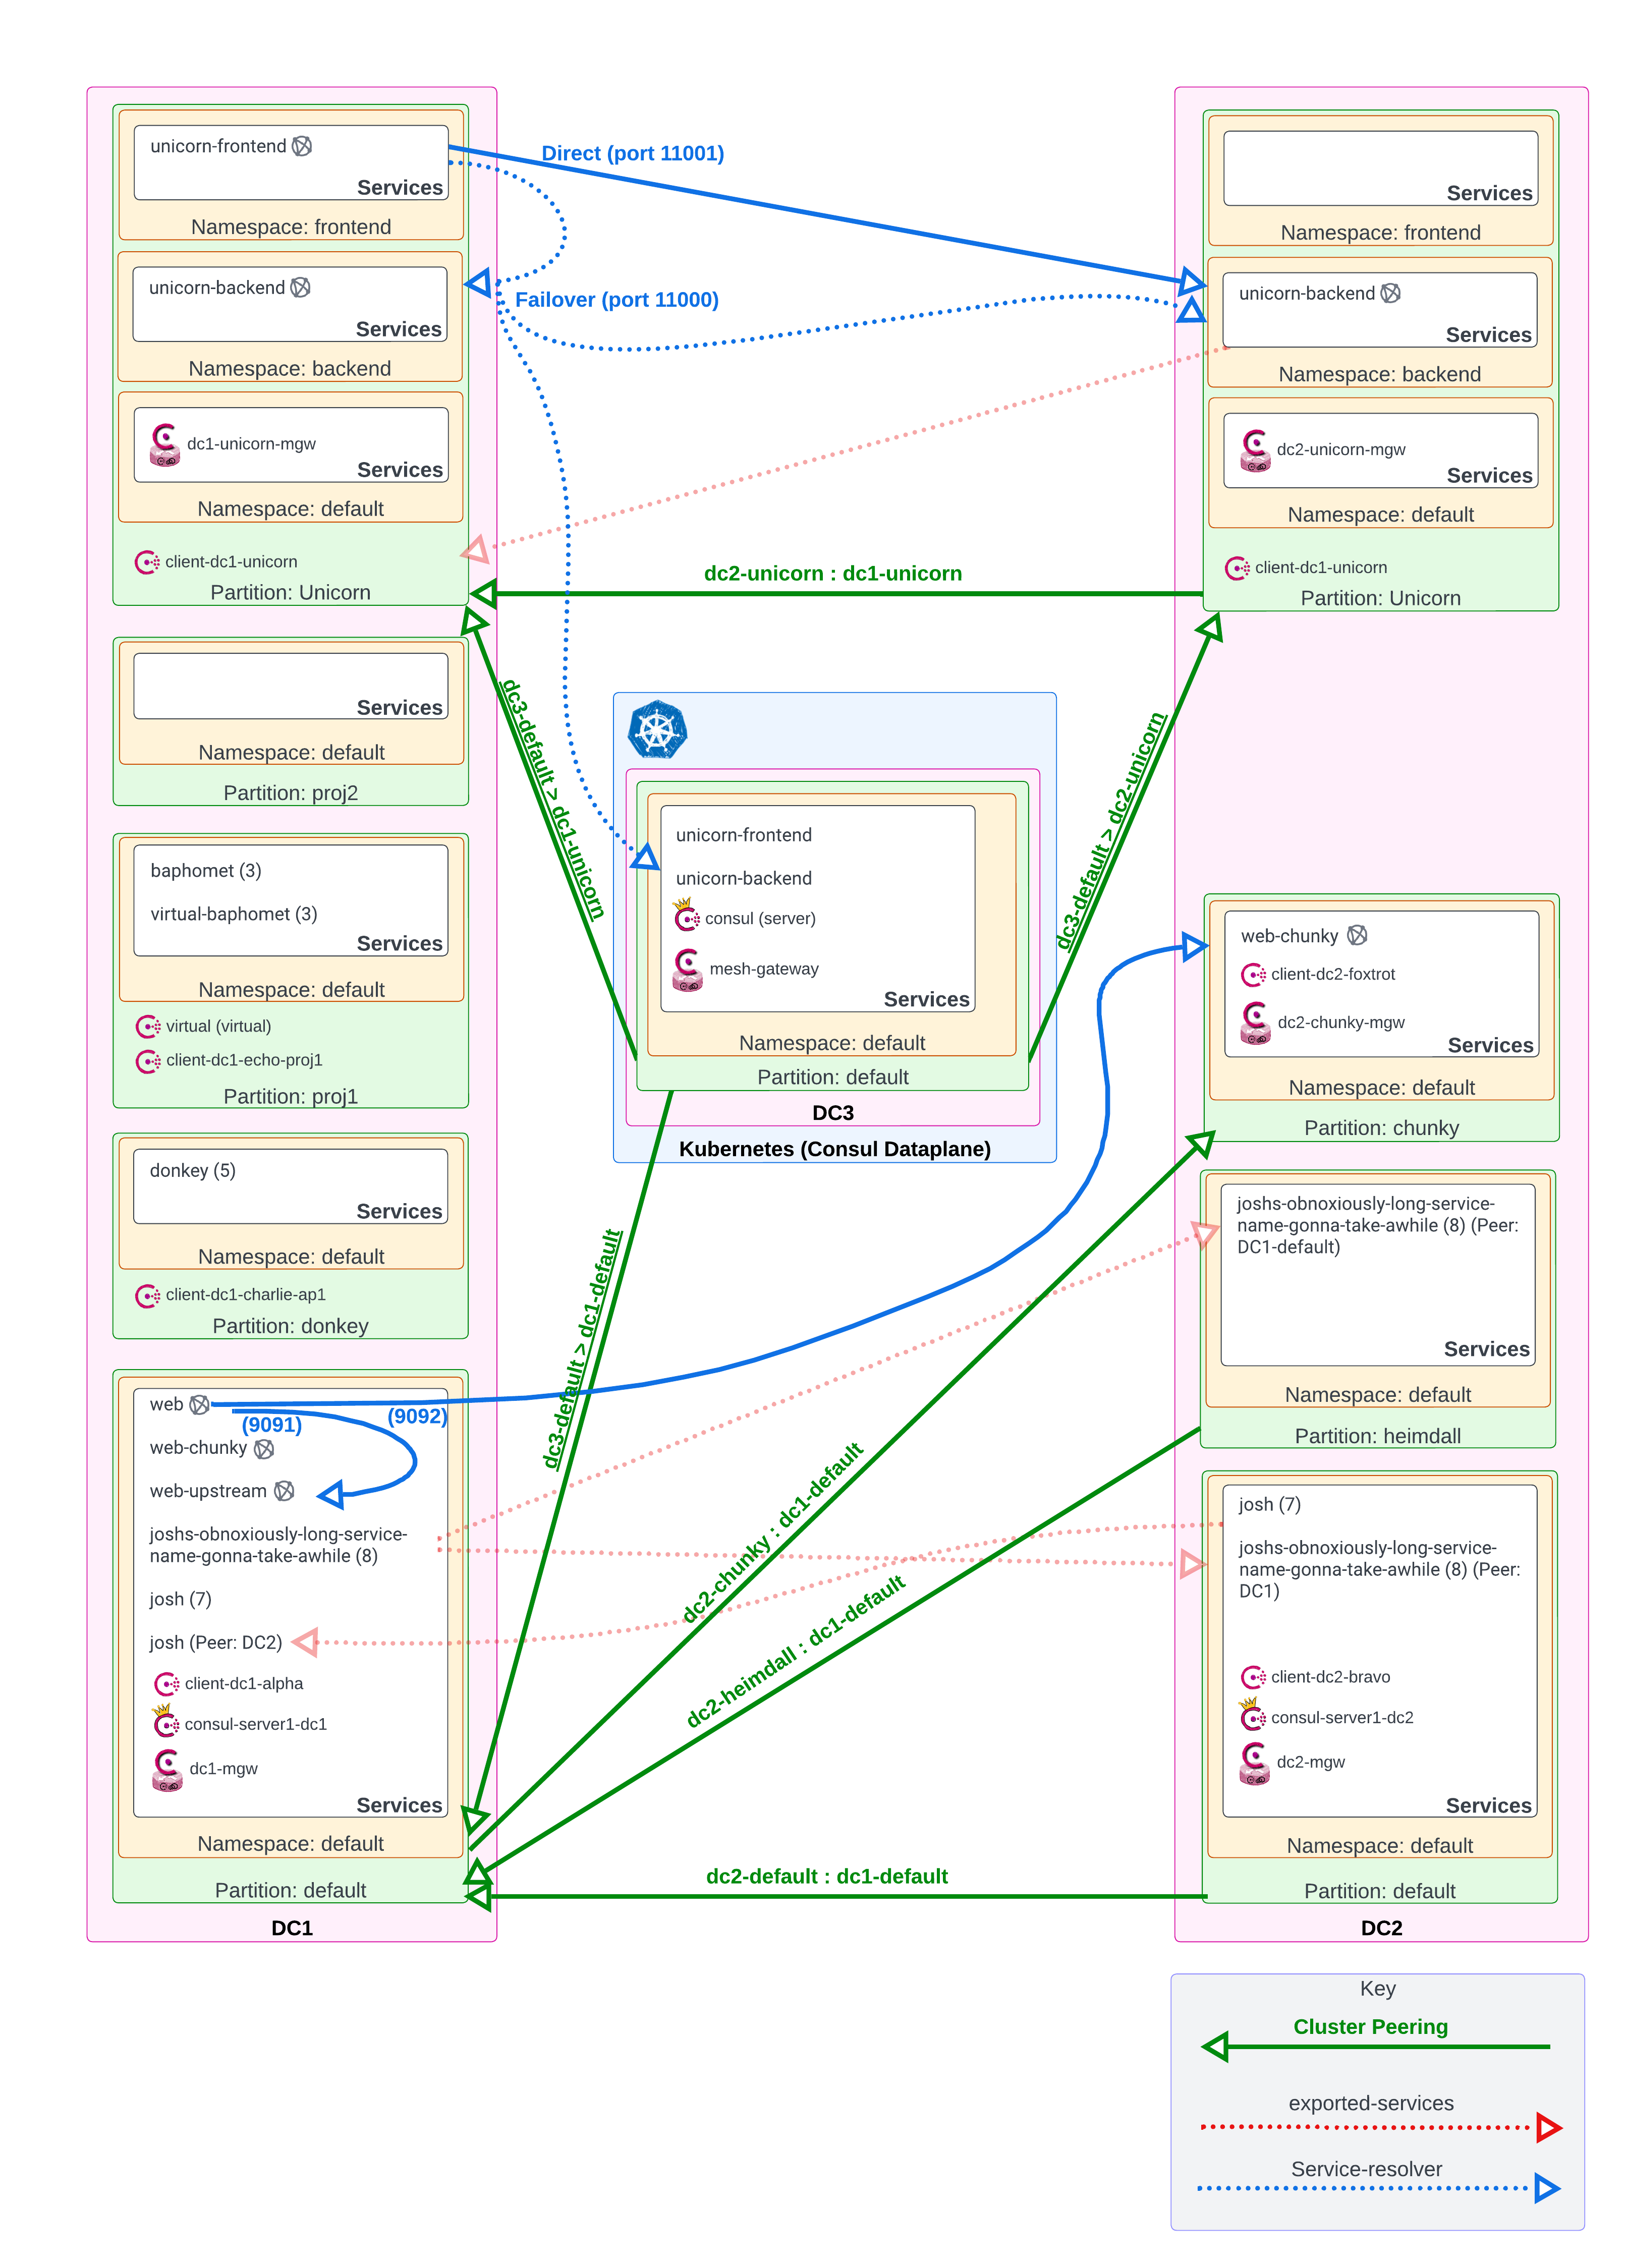 unicorn-frontend
Services
Namespace: frontend
unicorn-backend
Services
Namespace: backend
dc1-unicorn-mgw
Services
Namespace: default
client-dc1-unicorn
Partition: Unicorn
Services
Namespace: default
Partition: proj2
baphomet (3)
virtual-baphomet (3)
Services
Namespace: default
virtual (virtual)
client-dc1-echo-proj1
Partition: proj1
donkey (5)
Services
Namespace: default
client-dc1-charlie-ap1
Partition: donkey
web
(9091)
(9092)
web-chunky
web-upstream
joshs-obnoxiously-long-service-
name-gonna-take-awhile (8)
josh (7)
josh (Peer: DC2)
client-dc1-alpha
consul-server1-dc1
dc1-mgw
Services
Namespace: default
Partition: default
DC1
Direct (port 11001)
Failover (port 11000)
dc2-unicorn : dc1-unicorn
dc3-default > dc1-unicorn
dc3-default > dc2-unicorn
unicorn-frontend
unicorn-backend
consul (server)
mesh-gateway
Services
Namespace: default
Partition: default
DC3
Kubernetes (Consul Dataplane)
dc3-default > dc1-default
dc2-chunky : dc1-default
dc2-heimdall : dc1-default
dc2-default : dc1-default
Services
Namespace: frontend
unicorn-backend
Services
Namespace: backend
dc2-unicorn-mgw
Services
Namespace: default
client-dc1-unicorn
Partition: Unicorn
web-chunky
client-dc2-foxtrot
dc2-chunky-mgw
Services
Namespace: default
Partition: chunky
joshs-obnoxiously-long-service-
name-gonna-take-awhile (8) (Peer:
DC1-default)
Services
Namespace: default
Partition: heimdall
josh (7)
joshs-obnoxiously-long-service-
name-gonna-take-awhile (8) (Peer:
DC1)
client-dc2-bravo
consul-server1-dc2
dc2-mgw
Services
Namespace: default
Partition: default
DC2
Key
Cluster Peering
exported-services
Service-resolver